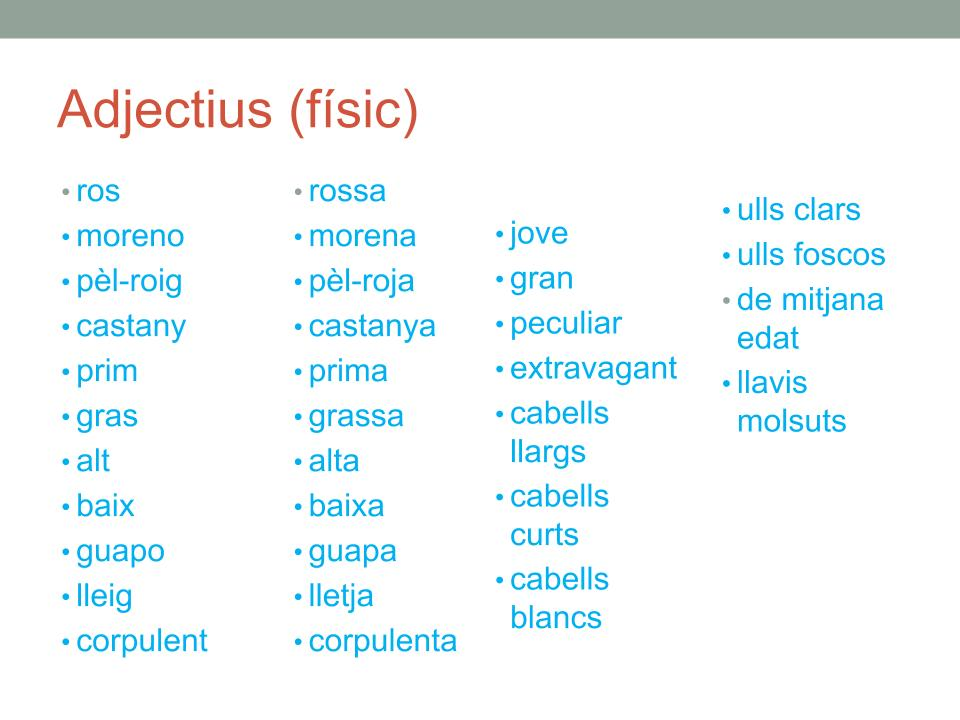 Adjectius (físic)
• ros
• moreno
• pèl-roig
• castany
• prim
• gras
• alt
• baix
• guapo
• lleig
• corpulent
• rossa
• morena
• pèl-roja
• castanya
• prima
• grassa
• alta
• baixa
• guapa
• lletja
• corpulenta
• jove
• gran
• peculiar
• extravagant
• cabells
llargs
• cabells
curts
• cabells
blancs
• ulls clars
• ulls foscos
• de mitjana
edat
• llavis
molsuts